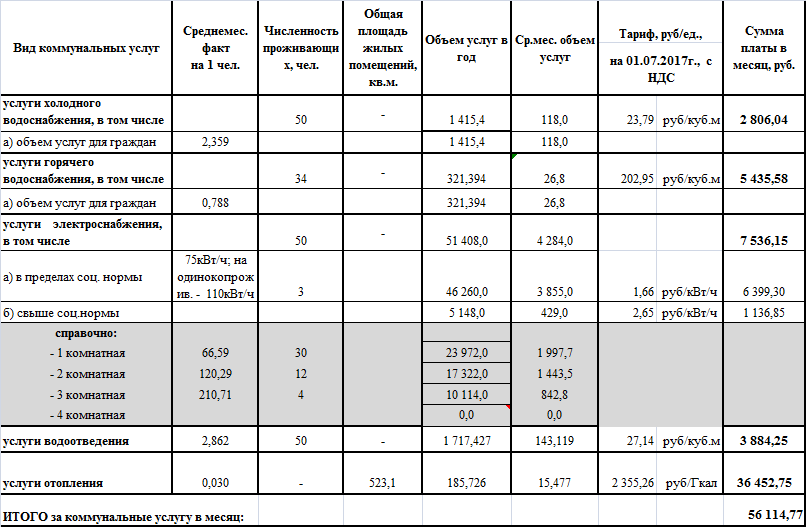 Вид коммунальных услуг
Среднемес. факт на 1 чел.
Численность проживающих, чел.
Общая площадь жилых помещений, кв.м.
Объем услуг в год
Ср.мес. объем услуг
Тариф, руб/ед.,
на 01.07.2017г., с НДС
Сумма платы в месяц, руб.
услуги холодного
водоснабжения, в том числе 50 - 1 415,4 118,0 23,79 руб/куб.м 2 806,04
а) объем услуг для граждан 2,359 1 415,4 118,0
услуги горячего
водоснабжения, в том числе 34 - 321,394 26,8 202,95 руб/куб.м 5 435,58
а) объем услуг для граждан 0,788 321,394 26,8
услуги электроснабжения,
в том числе 50 - 51 408,0 4 284,0 7 536,15
75кВт/ч; на
одинокопрож
а) в пределах соц. нормы ив. - 110кВт/ч 3 46 260,0 3 855,0 1,66 руб/кВт/ч 6 399,30
б) свыше соц.нормы 5 148,0 429,0 2,65 руб/кВт/ч 1 136,85
справочно:
- 1 комнатная 66,59 30 23 972,0 1 997,7
- 2 комнатная 120,29 12 17 322,0 1 443,5
- 3 комнатная 210,71 4 10 114,0 842,8
- 4 комнатная 0,0 0,0
услуги водоотведения 2,862 50 - 1 717,427 143,119 27,14 руб/куб.м 3 884,25
услуги отопления 0,030 - 523,1 185,726 15,477 2 355,26 руб/Гкал 36 452,75
ИТОГО за коммунальные услугу в месяц: 56 114,77